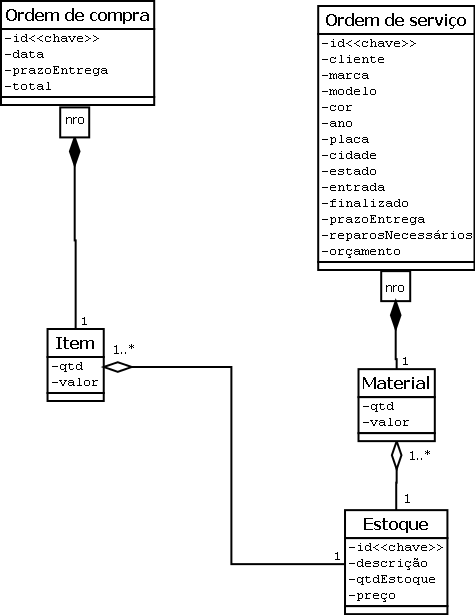 Ordem de compra
-id<<chave>>
-data
-prazoEntrega
-total
nro
1
Item
-qtd
-valor
1..*
Ordem de serviço
-id<<chave>>
-cliente
-marca
-modelo
-cor
-ano
-placa
-cidade
-estado
-entrada
-finalizado
-prazoEntrega
-reparosNecessários
-orçamento
nro
1
Material
-qtd
-valor
1..*
1
1
Estoque
-id<<chave>>
-descrição
-qtdEstoque
-preço